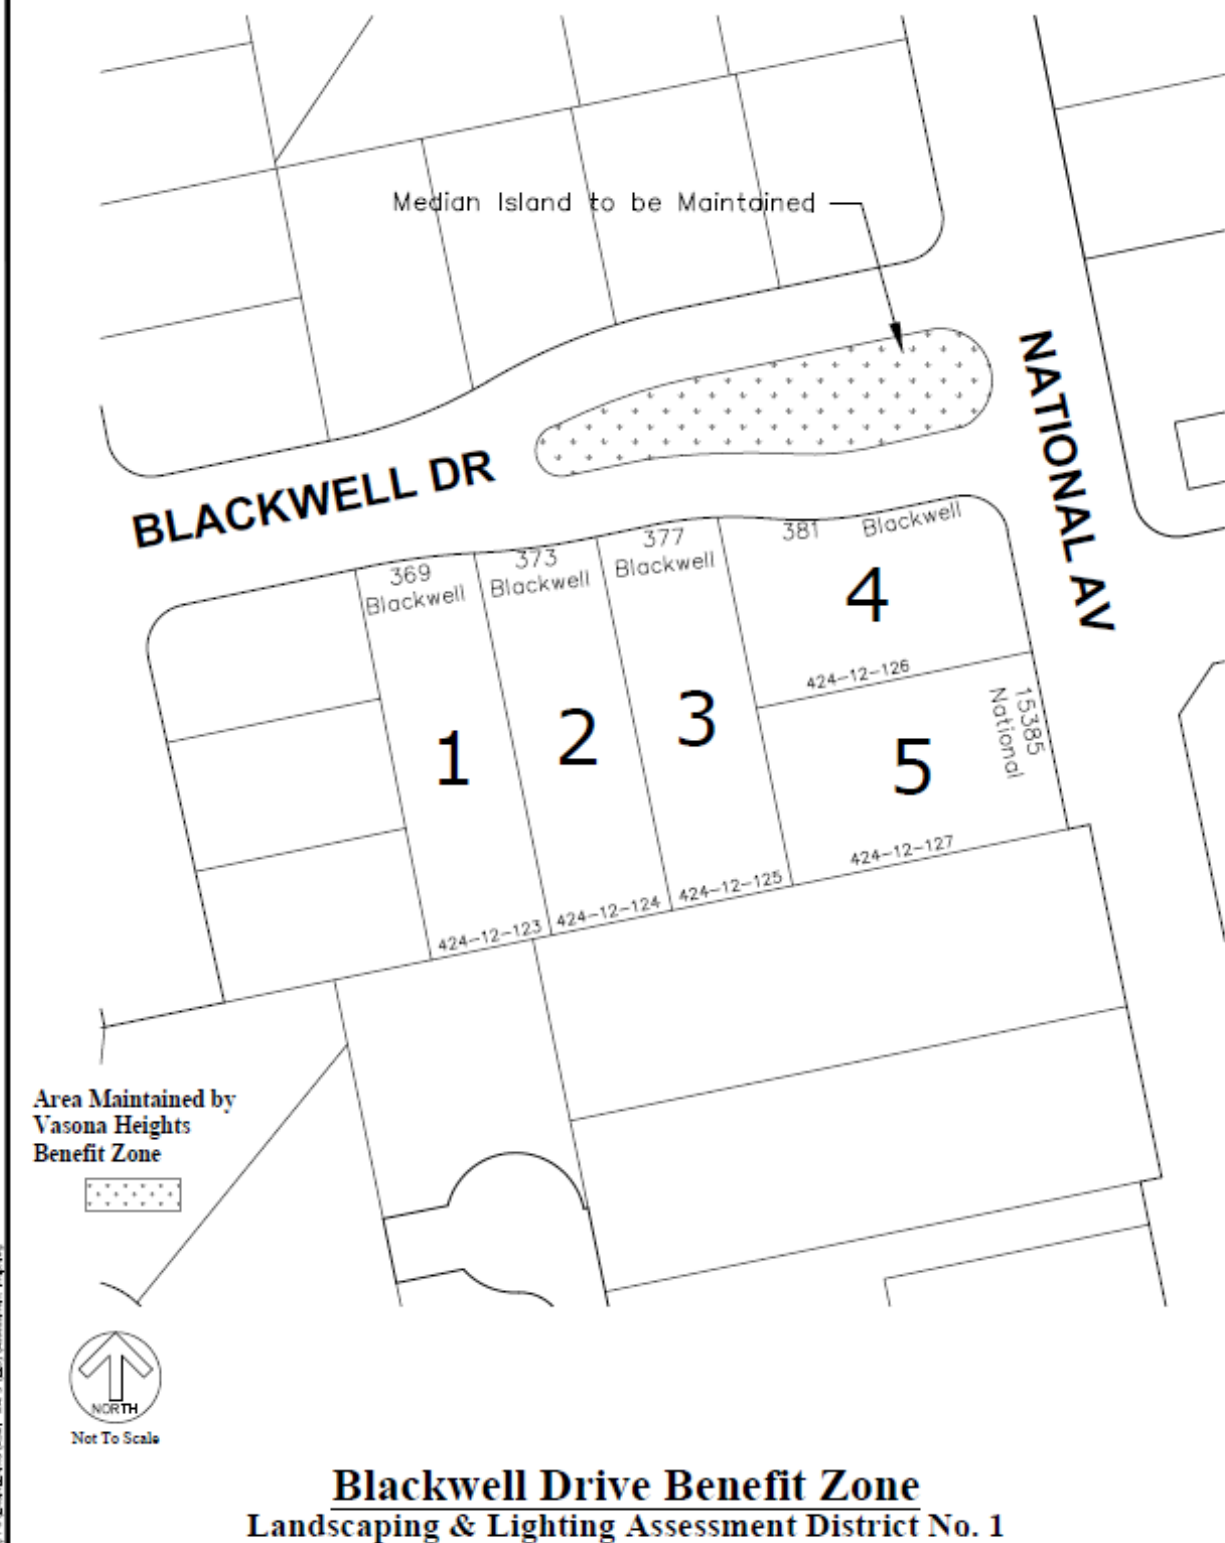 Median Island to be Maintained
NATIONAL AV
BLACKWELL DR
381 Blackwell
377
Blackwell
373
Blackwell
369
Blackwell
4
424-12-126
15385
National
3
2
1
5
424-12-127
424-12-125
424-12-124
424-12-123
Area Maintained by
Vasona Heights
Benefit Zone
NORTH
Not To Scale
Blackwell Drive Benefit Zone
Landscaping & Lighting Assessment District No. 1